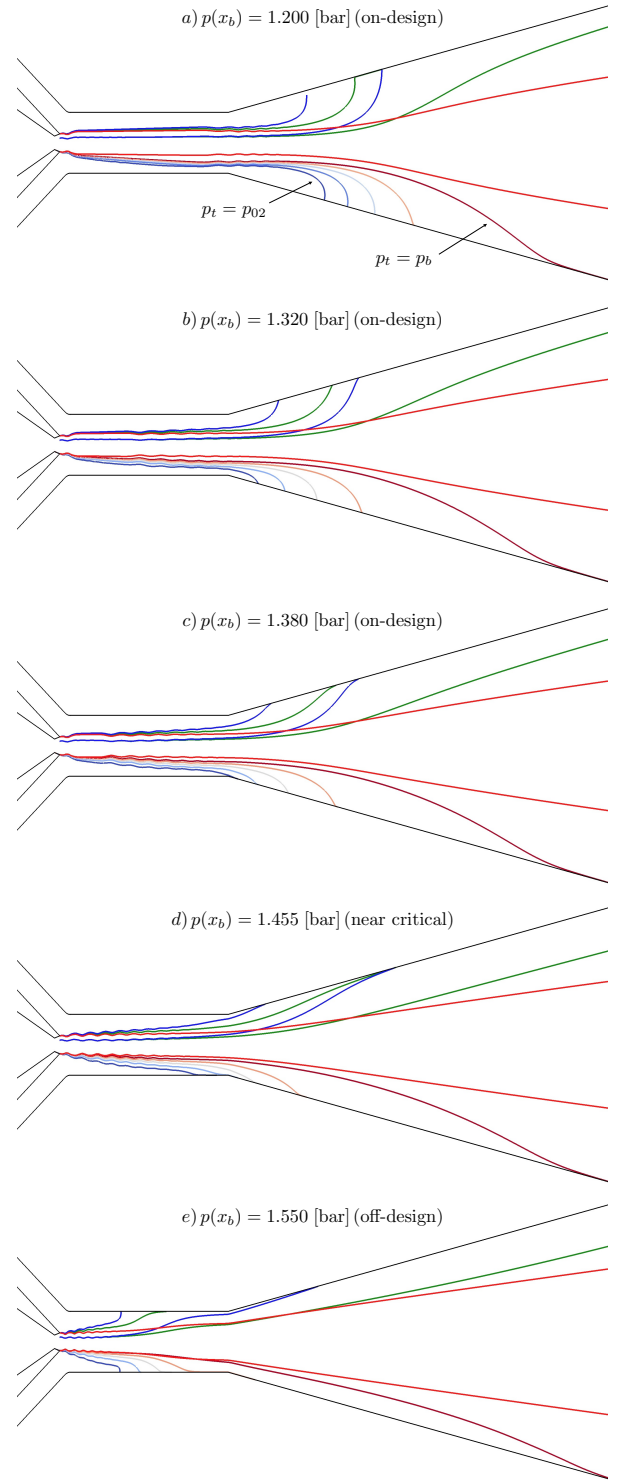 a) p(x_b) = 1.200 [bar] (on-design)
p_t = p_02
p_t = p_b
b) p(x_b) = 1.320 [bar] (on-design)
c) p(x_b) = 1.380 [bar] (on-design)
d) p(x_b) = 1.455 [bar] (near critical)
e) p(x_b) = 1.550 [bar] (off-design)